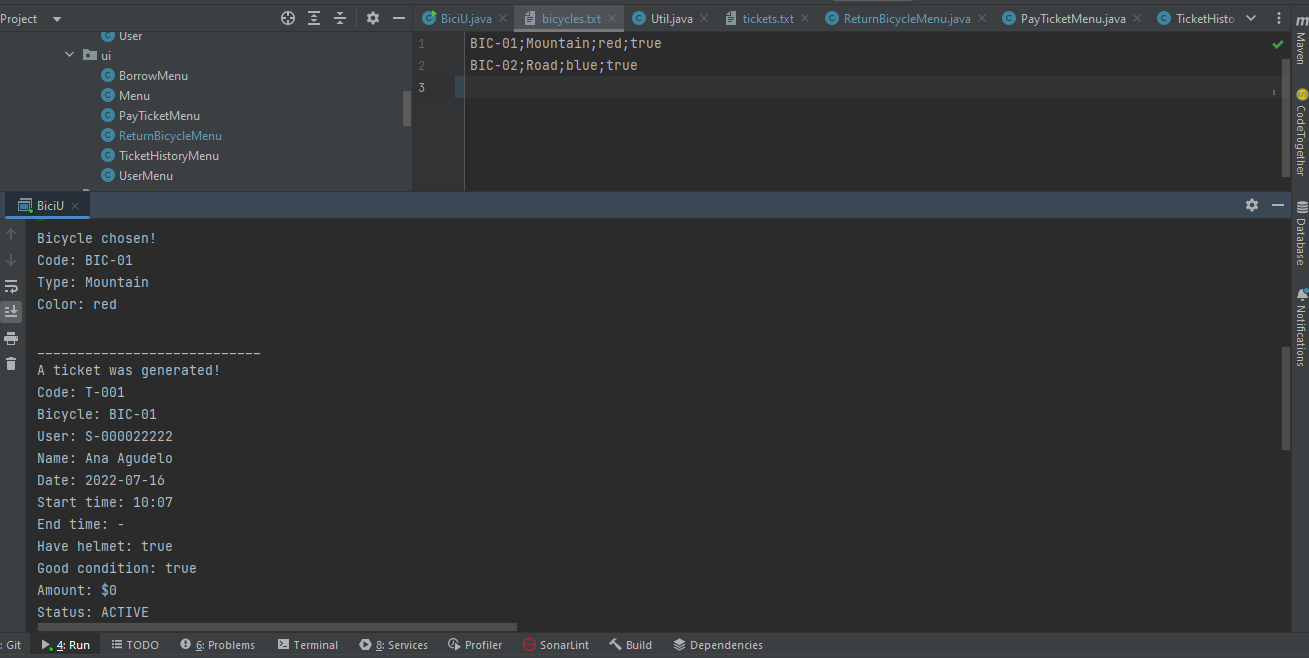 Project
BiciU.java
bicycles.txt
Util.java
tickets.txt
ReturnBicycleMenu.java
PayTicketMenu.java
TicketHisto
m
Maven
CodeTogether
Database
Notifications
User
ui
BorrowMenu
Menu
PayTicketMenu
ReturnBicycleMenu
TicketHistoryMenu
UserMenu
1 BIC-01;Mountain;red;true
2 BIC-02;Road;blue;true
3
BiciU
Bicycle chosen!
Code: BIC-01
Type: Mountain
Color: red
____________________________
A ticket was generated!
Code: T-001
Bicycle: BIC-01
User: S-000022222
Name: Ana Agudelo
Date: 2022-07-16
Start time: 10:07
End time: -
Have helmet: true
Good condition: true
Amount: $0
Status: ACTIVE
: Git
4: Run
TODO
6: Problems
Terminal
8: Services
Profiler
SonarLint
Build
Dependencies